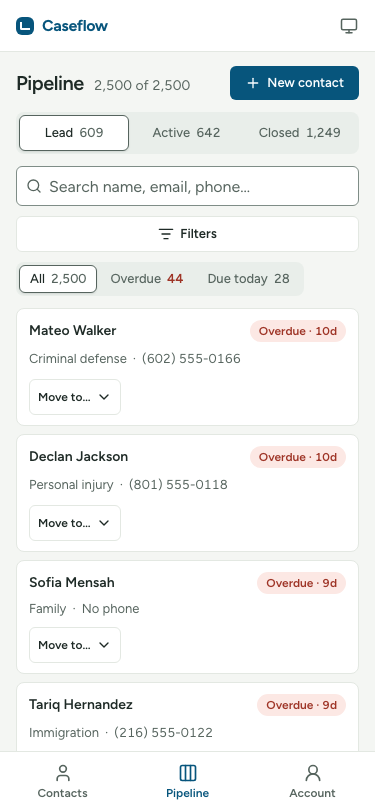 Caseflow
Pipeline 2,500 of 2,500
New contact
Lead 609 Active 642 Closed 1,249
Search name, email, phone...
Filters
All 2,500 Overdue 44 Due today 28
Mateo Walker Overdue · 10d
Criminal defense · (602) 555-0166
Move to...
Declan Jackson Overdue · 10d
Personal injury · (801) 555-0118
Move to...
Sofia Mensah Overdue · 9d
Family · No phone
Move to...
Tariq Hernandez Overdue · 9d
Immigration · (216) 555-0122
Contacts Pipeline Account